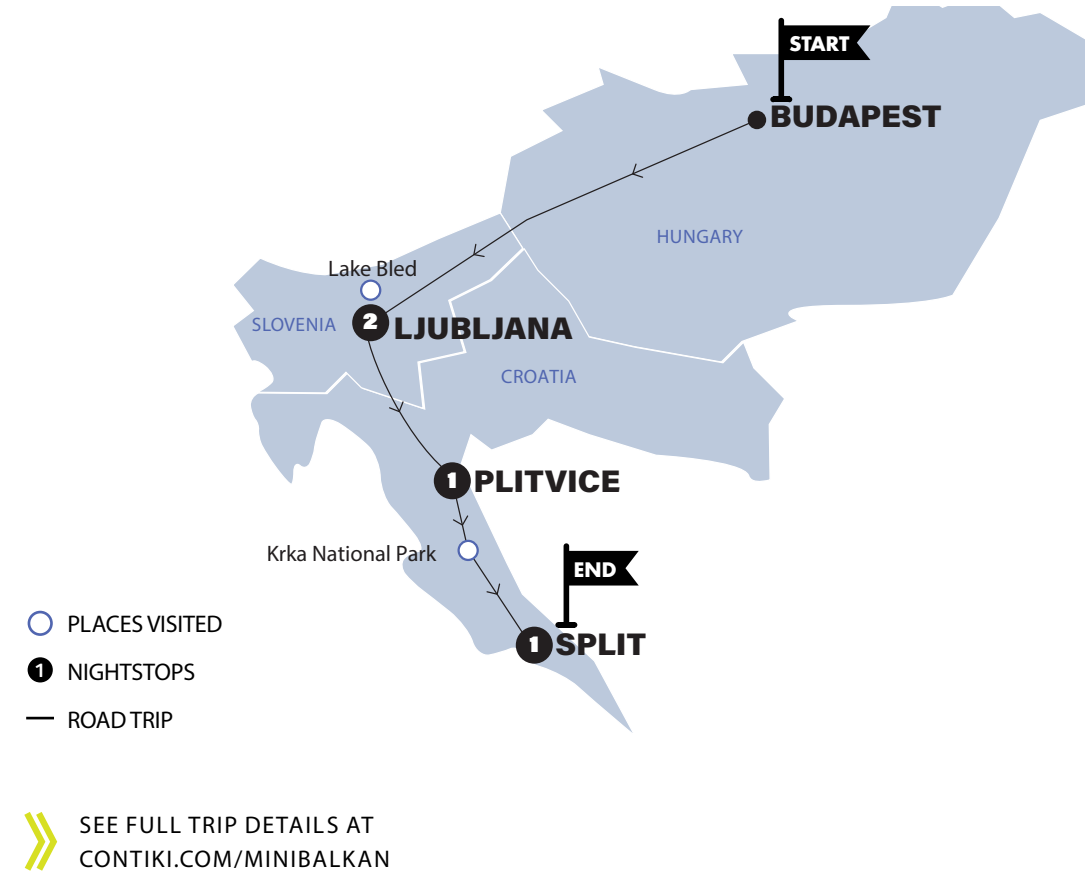 START
BUDAPEST
HUNGARY
Lake Bled
SLOVENIA
2 LJUBLJANA
CROATIA
1 PLITVICE
Krka National Park
END
1 SPLIT
PLACES VISITED
1 NIGHTSTOPS
ROAD TRIP
SEE FULL TRIP DETAILS AT
CONTIKI.COM/MINIBALKAN